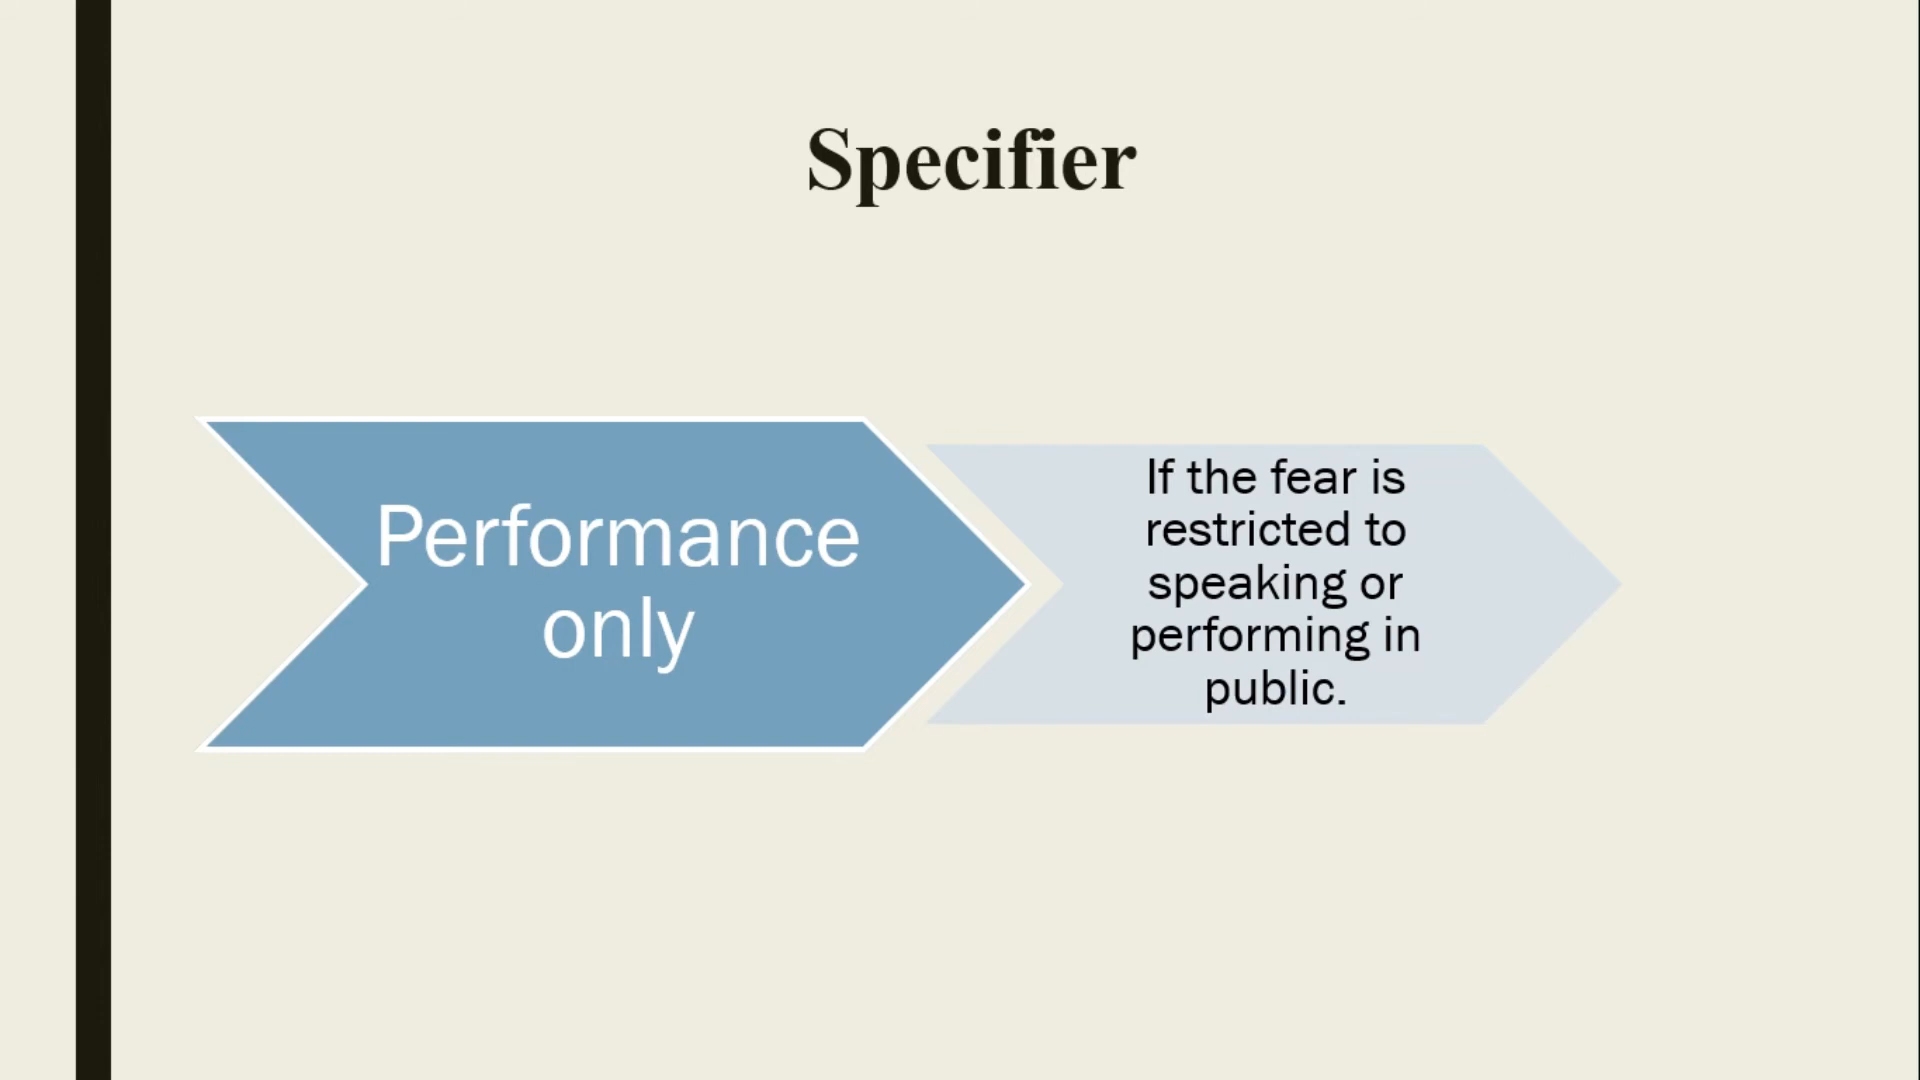 Specifier
Performance
only
If the fear is
restricted to
speaking or
performing in
public.